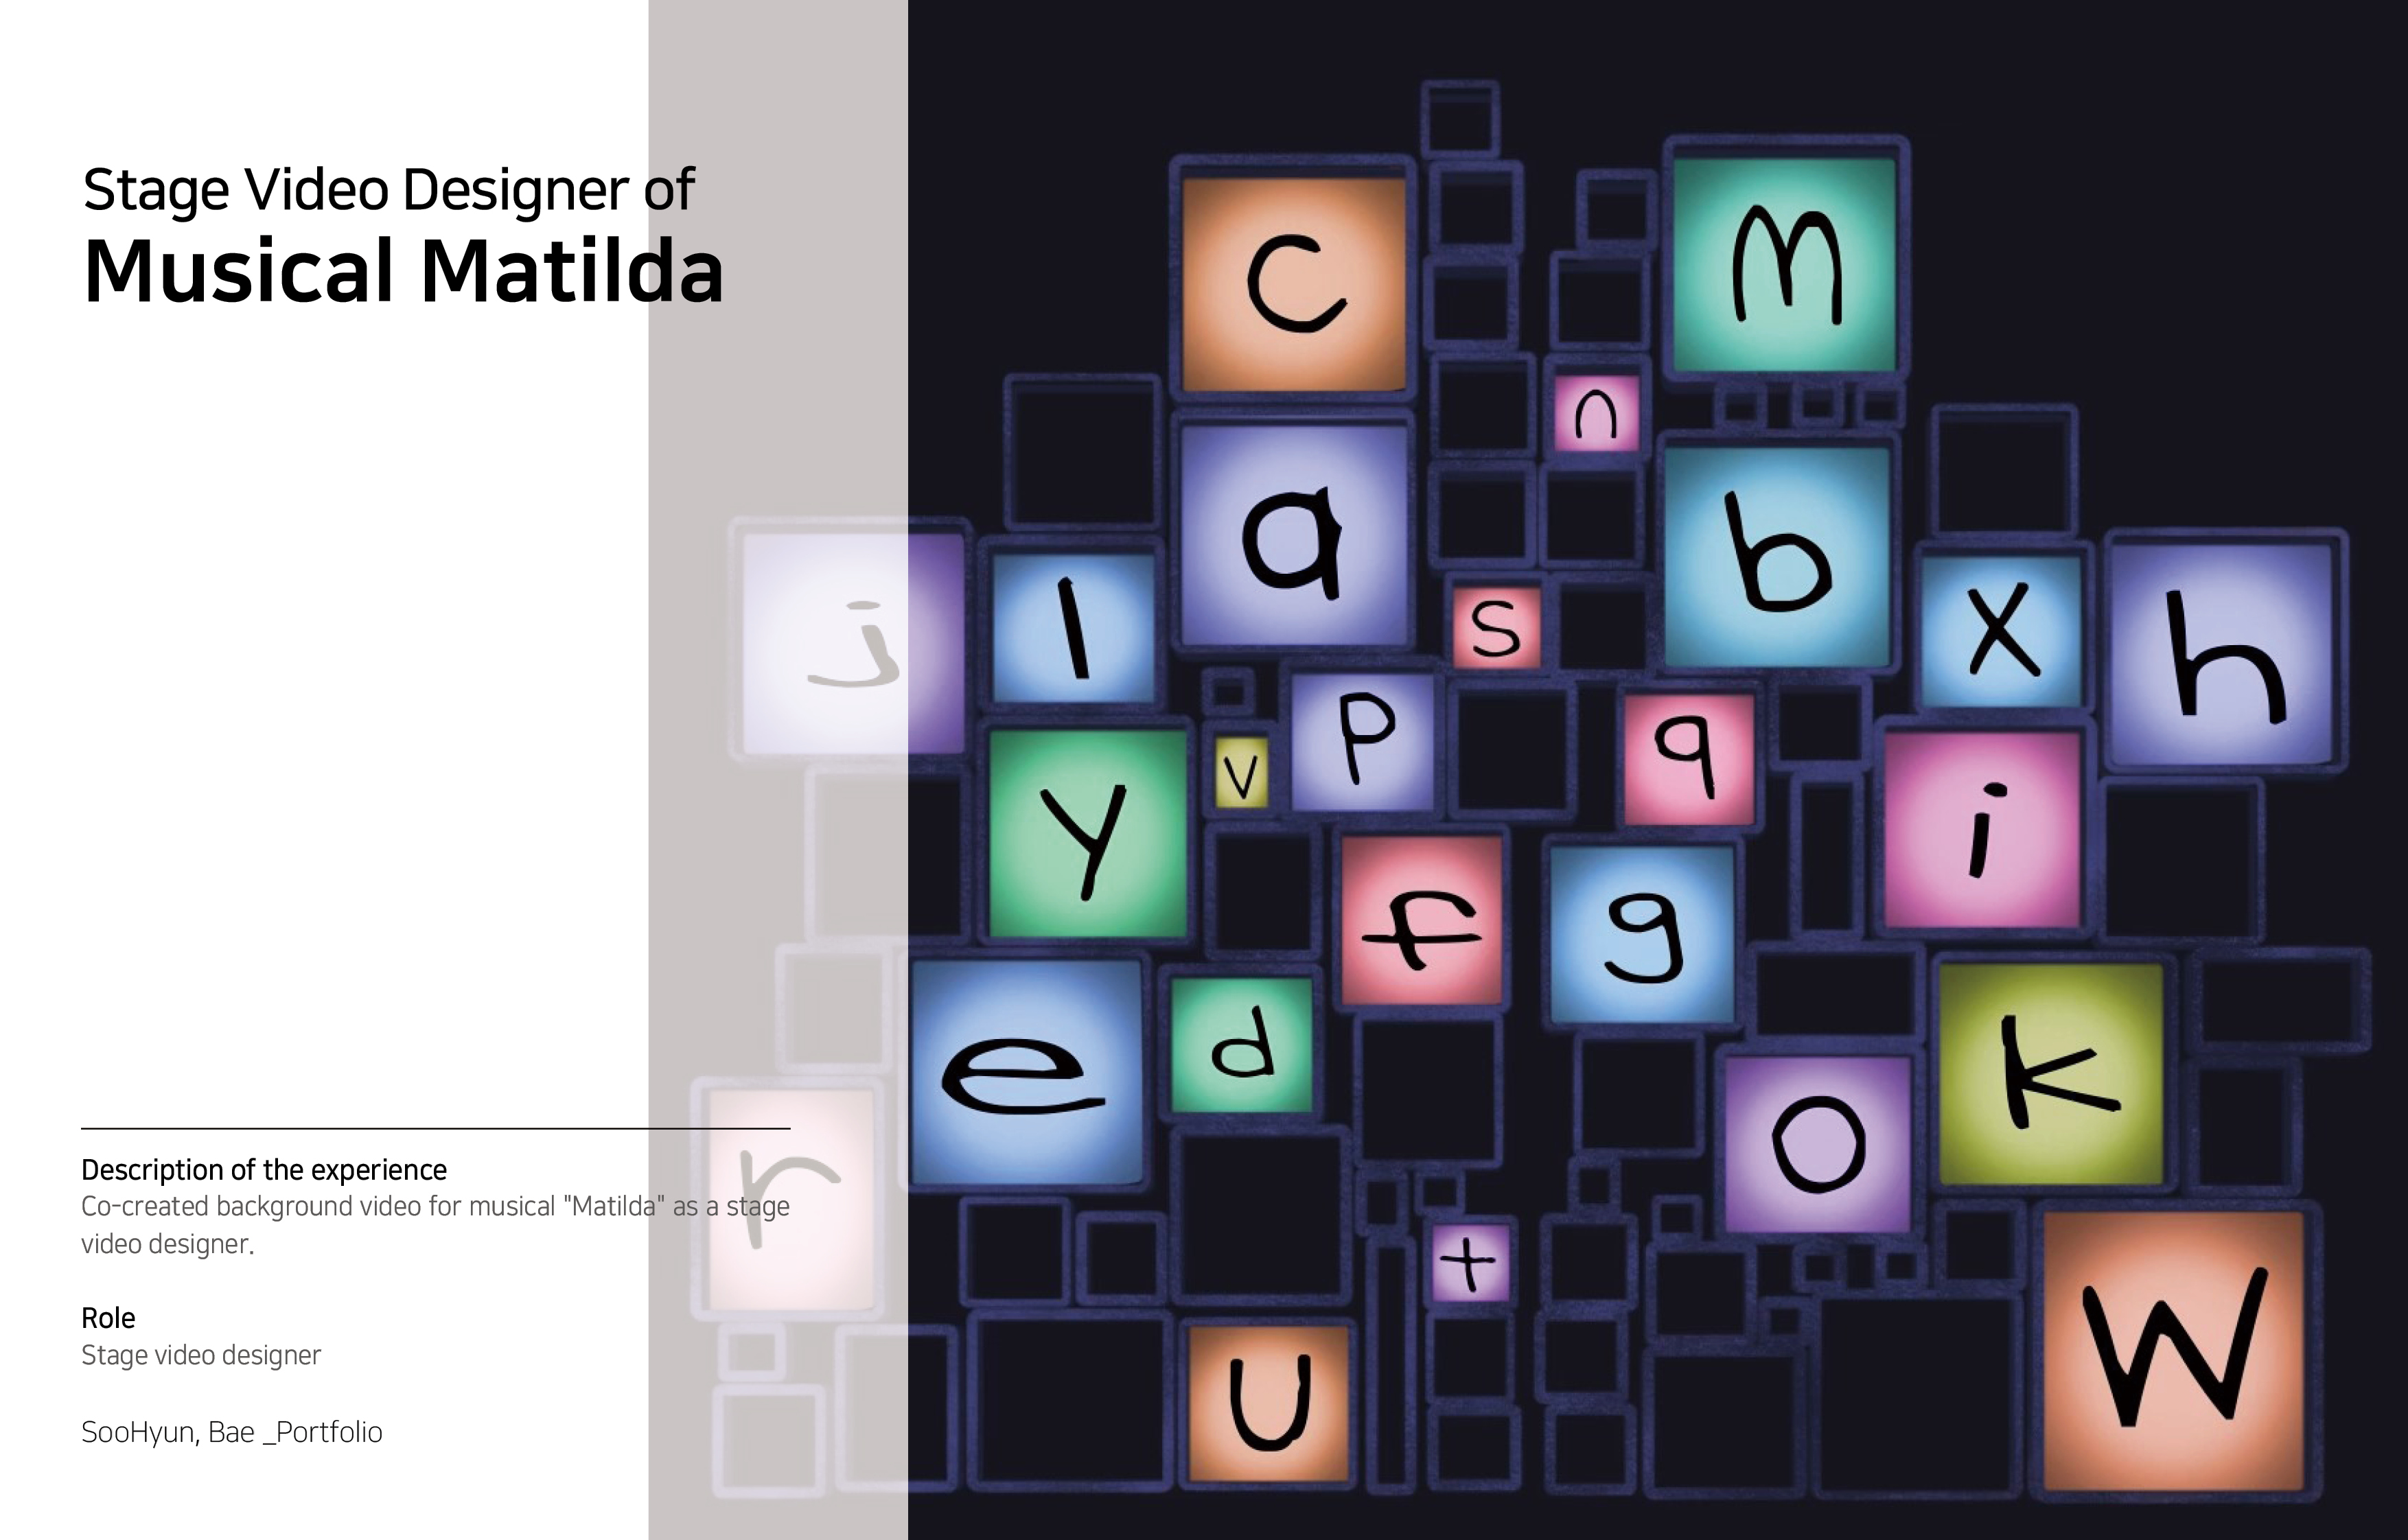 Stage Video Designer of
Musical Matilda
c
M
n
a
b
j
l
s
x
h
p
q
v
y
i
f
g
e
d
k
o
r
t
u
W
Description of the experience
Co-created background video for musical "Matilda" as a stage
video designer.
Role
Stage video designer
SooHyun, Bae _Portfolio